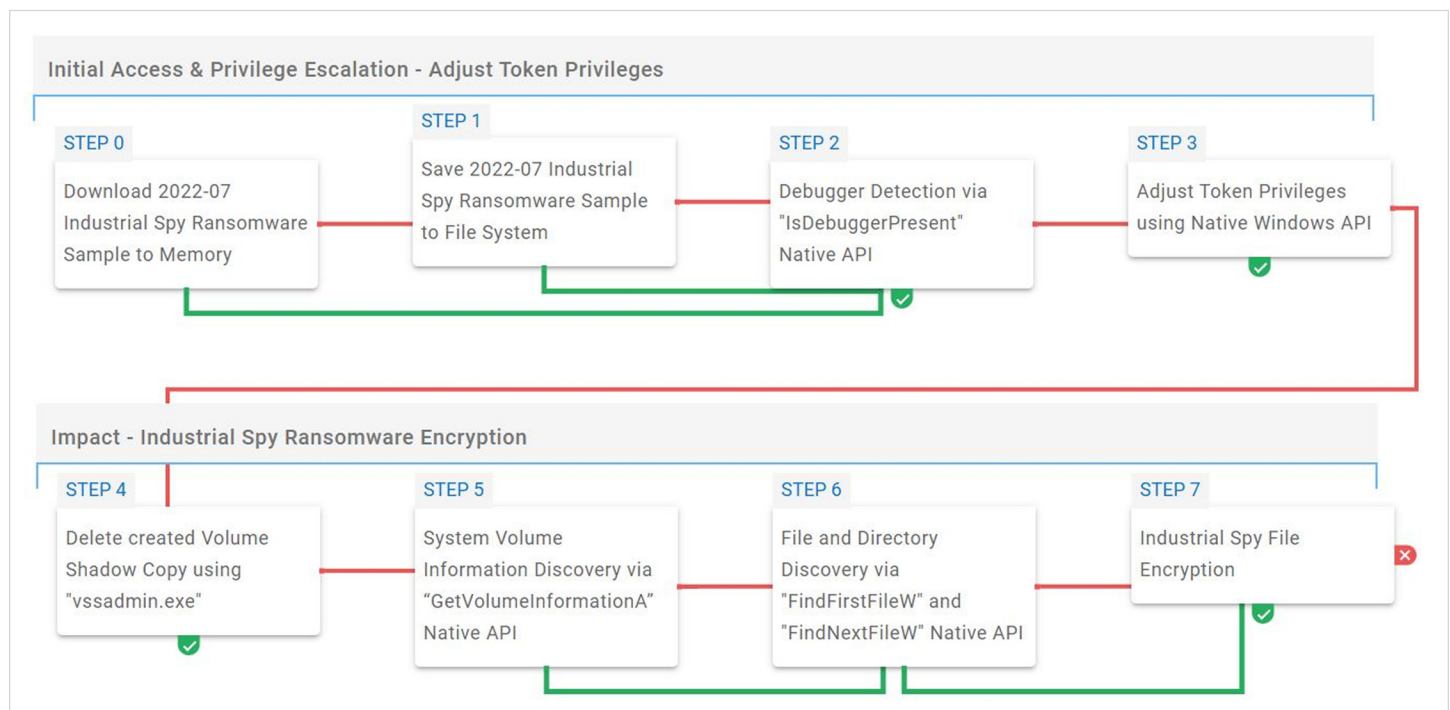 Initial Access & Privilege Escalation - Adjust Token Privileges
STEP 0
Download 2022-07
Industrial Spy Ransomware
Sample to Memory
STEP 1
Save 2022-07 Industrial
Spy Ransomware Sample
to File System
STEP 2
Debugger Detection via
"IsDebuggerPresent"
Native API
STEP 3
Adjust Token Privileges
using Native Windows API
Impact - Industrial Spy Ransomware Encryption
STEP 4
Delete created Volume
Shadow Copy using
"vssadmin.exe"
STEP 5
System Volume
Information Discovery via
“GetVolumeInformationA”
Native API
STEP 6
File and Directory
Discovery via
"FindFirstFileW" and
"FindNextFileW" Native API
STEP 7
Industrial Spy File
Encryption